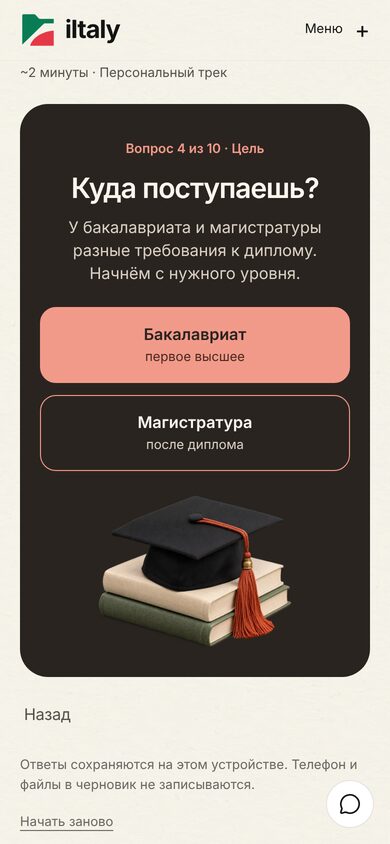 iItaly
Меню +
~2 минуты · Персональный трек
Вопрос 4 из 10 · Цель
Куда поступаешь?
У бакалавриата и магистратуры
разные требования к диплому.
Начнём с нужного уровня.
Бакалавриат
первое высшее
Магистратура
после диплома
Назад
Ответы сохраняются на этом устройстве. Телефон и
файлы в черновик не записываются.
Начать заново